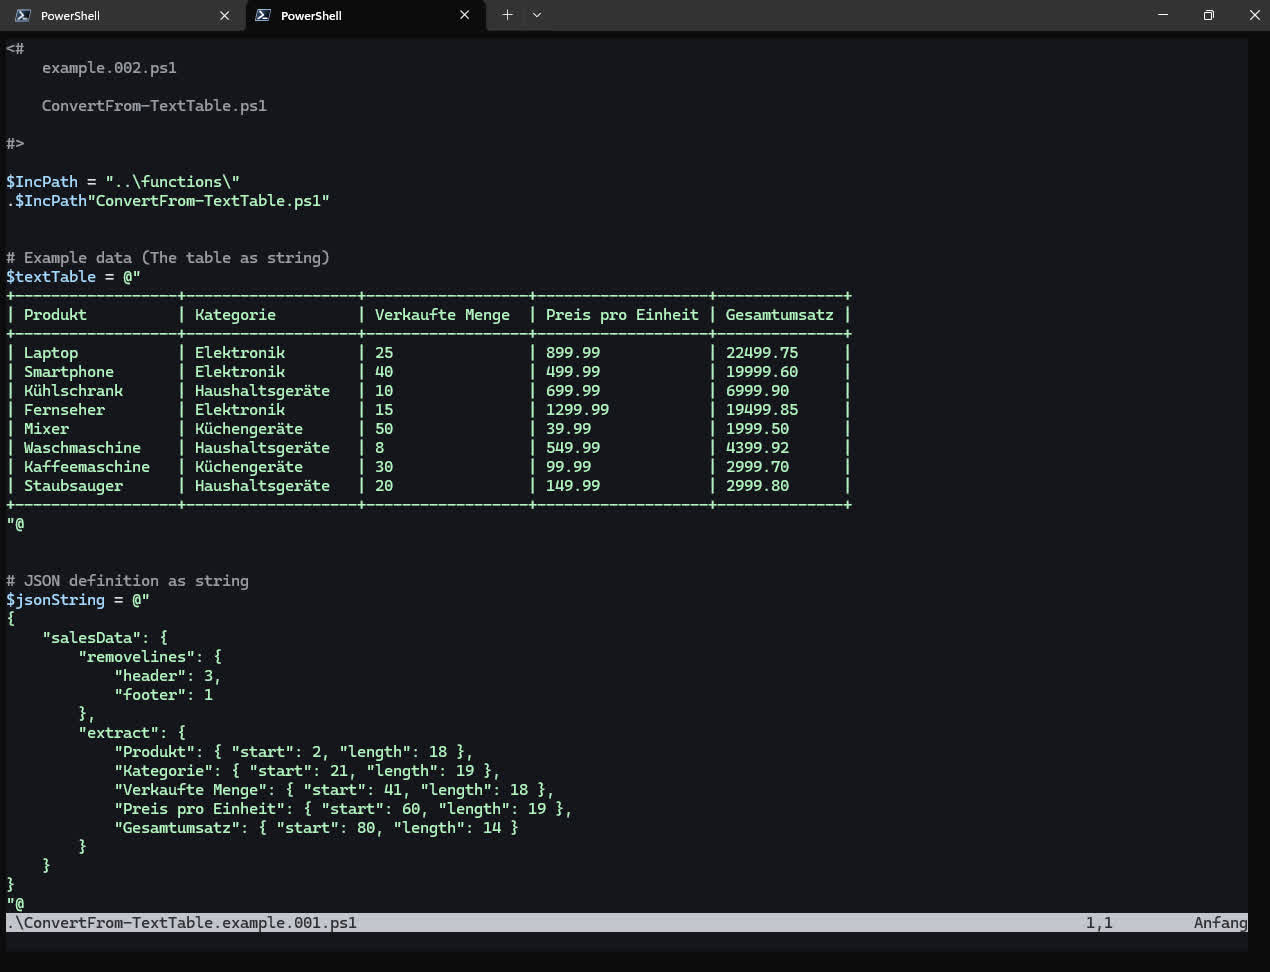 PowerShell
PowerShell
<#
    example.002.ps1

    ConvertFrom-TextTable.ps1

#>

$IncPath = "..\functions\"
.$IncPath"ConvertFrom-TextTable.ps1"


# Example data (The table as string)
$textTable = @"
+------------------+-------------------+------------------+-------------------+--------------+
| Produkt          | Kategorie         | Verkaufte Menge  | Preis pro Einheit | Gesamtumsatz |
+------------------+-------------------+------------------+-------------------+--------------+
| Laptop           | Elektronik        | 25               | 899.99            | 22499.75     |
| Smartphone       | Elektronik        | 40               | 499.99            | 19999.60     |
| Kühlschrank      | Haushaltsgeräte   | 10               | 699.99            | 6999.90      |
| Fernseher        | Elektronik        | 15               | 1299.99           | 19499.85     |
| Mixer            | Küchengeräte      | 50               | 39.99             | 1999.50      |
| Waschmaschine    | Haushaltsgeräte   | 8                | 549.99            | 4399.92      |
| Kaffeemaschine   | Küchengeräte      | 30               | 99.99             | 2999.70      |
| Staubsauger      | Haushaltsgeräte   | 20               | 149.99            | 2999.80      |
+------------------+-------------------+------------------+-------------------+--------------+
"@


# JSON definition as string
$jsonString = @"
{
    "salesData": {
        "removelines": {
            "header": 3,
            "footer": 1
        },
        "extract": {
            "Produkt": { "start": 2, "length": 18 },
            "Kategorie": { "start": 21, "length": 19 },
            "Verkaufte Menge": { "start": 41, "length": 18 },
            "Preis pro Einheit": { "start": 60, "length": 19 },
            "Gesamtumsatz": { "start": 80, "length": 14 }
        }
    }
}
"@
.\ConvertFrom-TextTable.example.001.ps1 1,1 Anfang